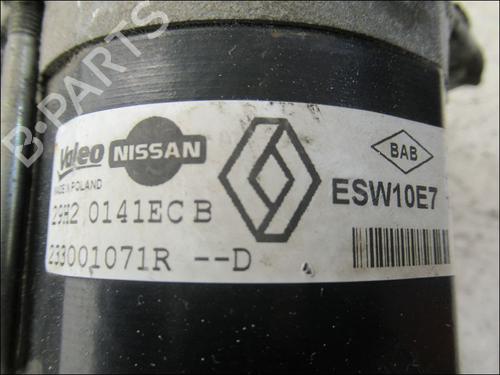 B-PARTS
Valeo
NISSAN
MADE IN POLAND
BAB
ESW10E7
29H2 0141EC B
233001071R --D